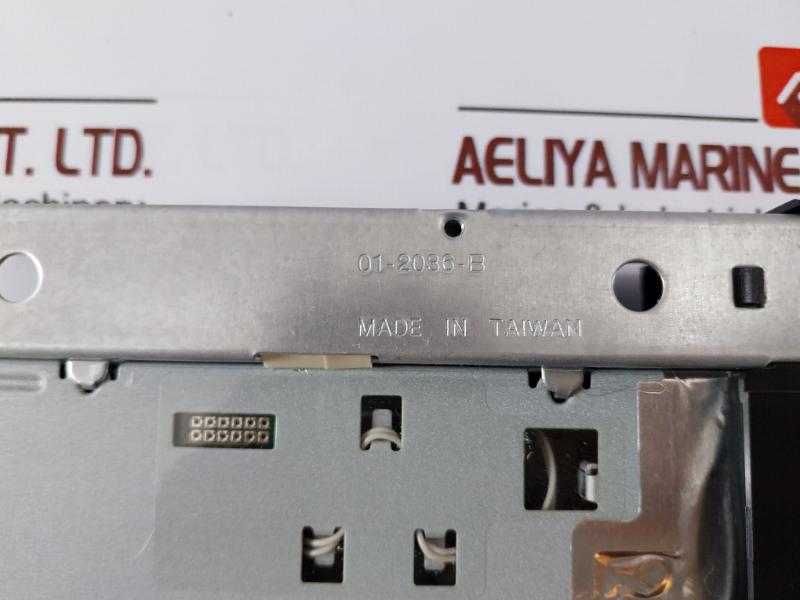 T. LTD.
AELIYA MARINE
01-2036-B
MADE IN TAIWAN